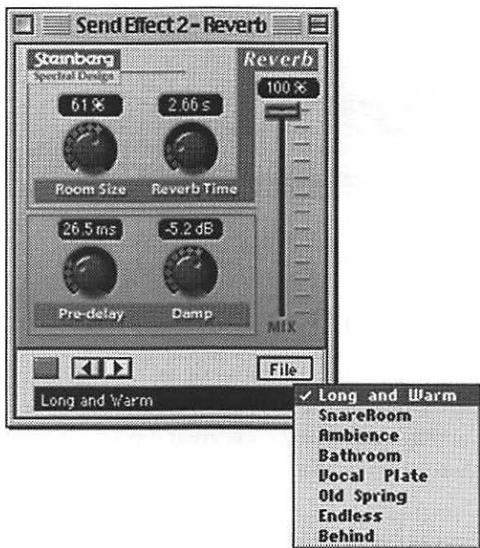 Send Effect 2 - Reverb
Steinberg
Spectral Design
Reverb
61 % 2.66 s
100 %
Room Size Reverb Time
26.5 ms -5.2 dB
Pre-delay Damp
MIX
File
Long and Warm
✓ Long and Warm
SnareRoom
Ambience
Bathroom
Vocal Plate
Old Spring
Endless
Behind